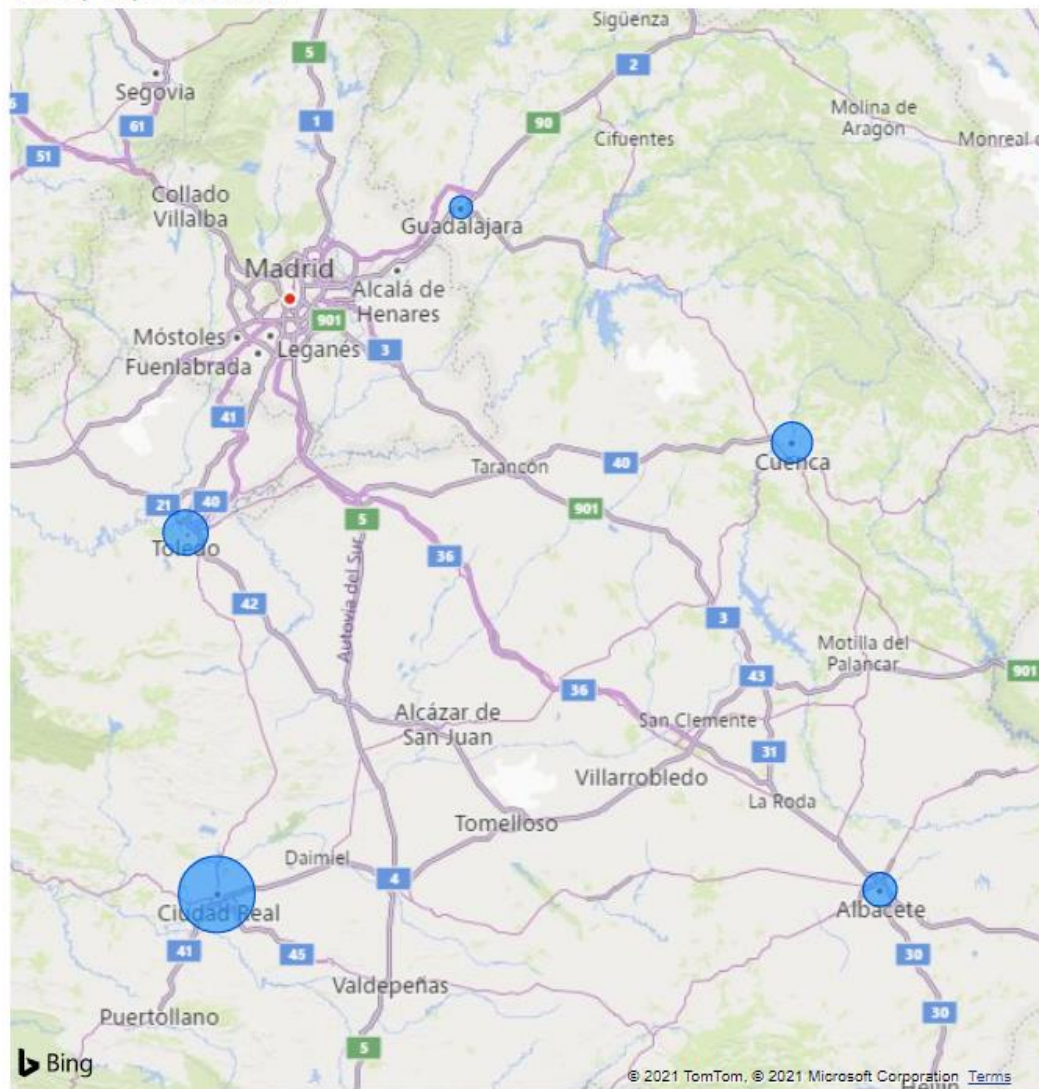 Sigüenza
5
2
Segovia
Molina de
Aragón
61
1
90
Cifuentes
Monreal d
51
Collado
Villalba
Guadalajara
Madrid
Alcalá de
Henares
901
Móstoles
Leganés
3
Fuenlabrada
41
Tarancón
40
Cuenca
21
40
5
901
Toledo
36
Autovía del Sur
42
3
Motilla del
Palancar
43
901
36
Alcázar de
San Juan
San Clemente
31
Villarrobledo
La Roda
Tomelloso
Daimiel
4
Ciudad Real
Albacete
41
45
30
Valdepeñas
Puertollano
30
5
Bing
© 2021 TomTom, © 2021 Microsoft Corporation Terms